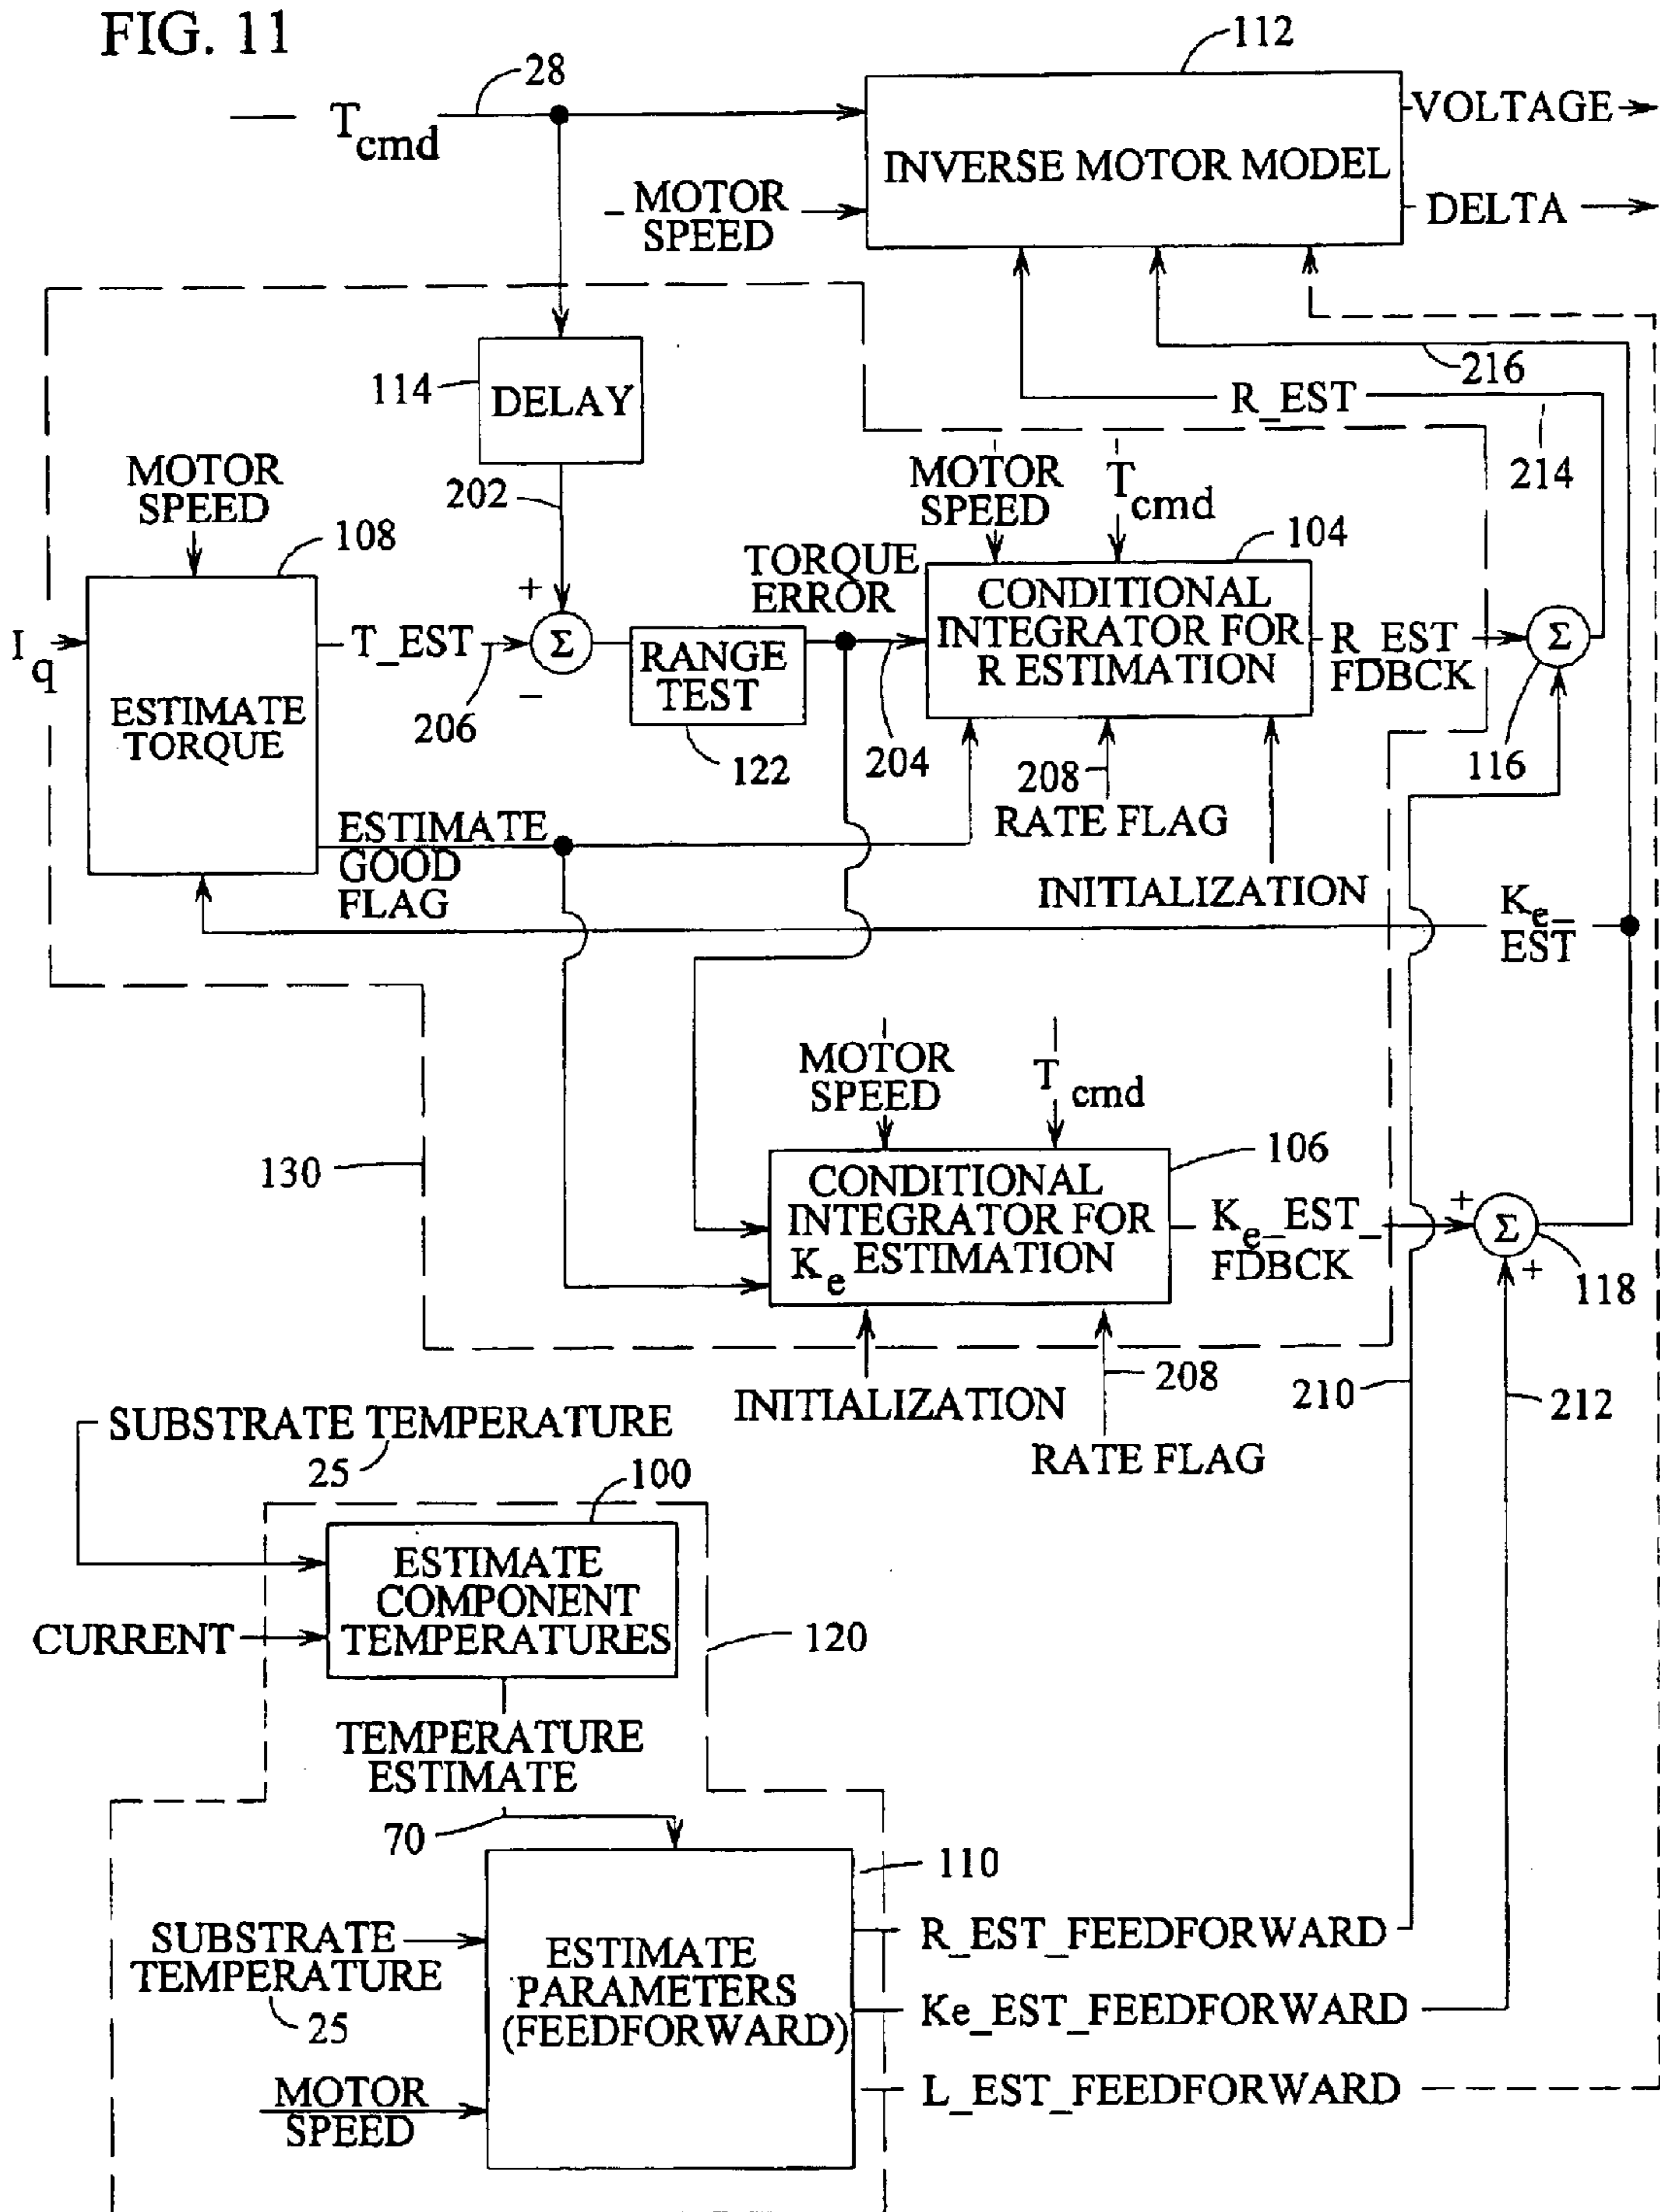 FIG. 11
112
28
T cmd
VOLTAGE
INVERSE MOTOR MODEL
MOTOR
SPEED
DELTA
114
DELAY
216
R_EST
214
MOTOR
SPEED
202
MOTOR
SPEED
T cmd
108
104
TORQUE
ERROR
+
CONDITIONAL
INTEGRATOR FOR
R ESTIMATION
I q
T_EST
Σ
−
RANGE
TEST
R_EST
FDBCK
Σ
ESTIMATE
TORQUE
206
122
204
208
116
RATE FLAG
ESTIMATE
GOOD
FLAG
INITIALIZATION
Ke_
EST
MOTOR
SPEED
T cmd
130
106
CONDITIONAL
INTEGRATOR FOR
Ke ESTIMATION
Ke_EST_
FDBCK
+
Σ
+
118
INITIALIZATION
208
210
212
RATE FLAG
SUBSTRATE TEMPERATURE
25
100
ESTIMATE
COMPONENT
TEMPERATURES
CURRENT
120
TEMPERATURE
ESTIMATE
70
110
SUBSTRATE
TEMPERATURE
25
ESTIMATE
PARAMETERS
(FEEDFORWARD)
R_EST_FEEDFORWARD
Ke_EST_FEEDFORWARD
L_EST_FEEDFORWARD
MOTOR
SPEED